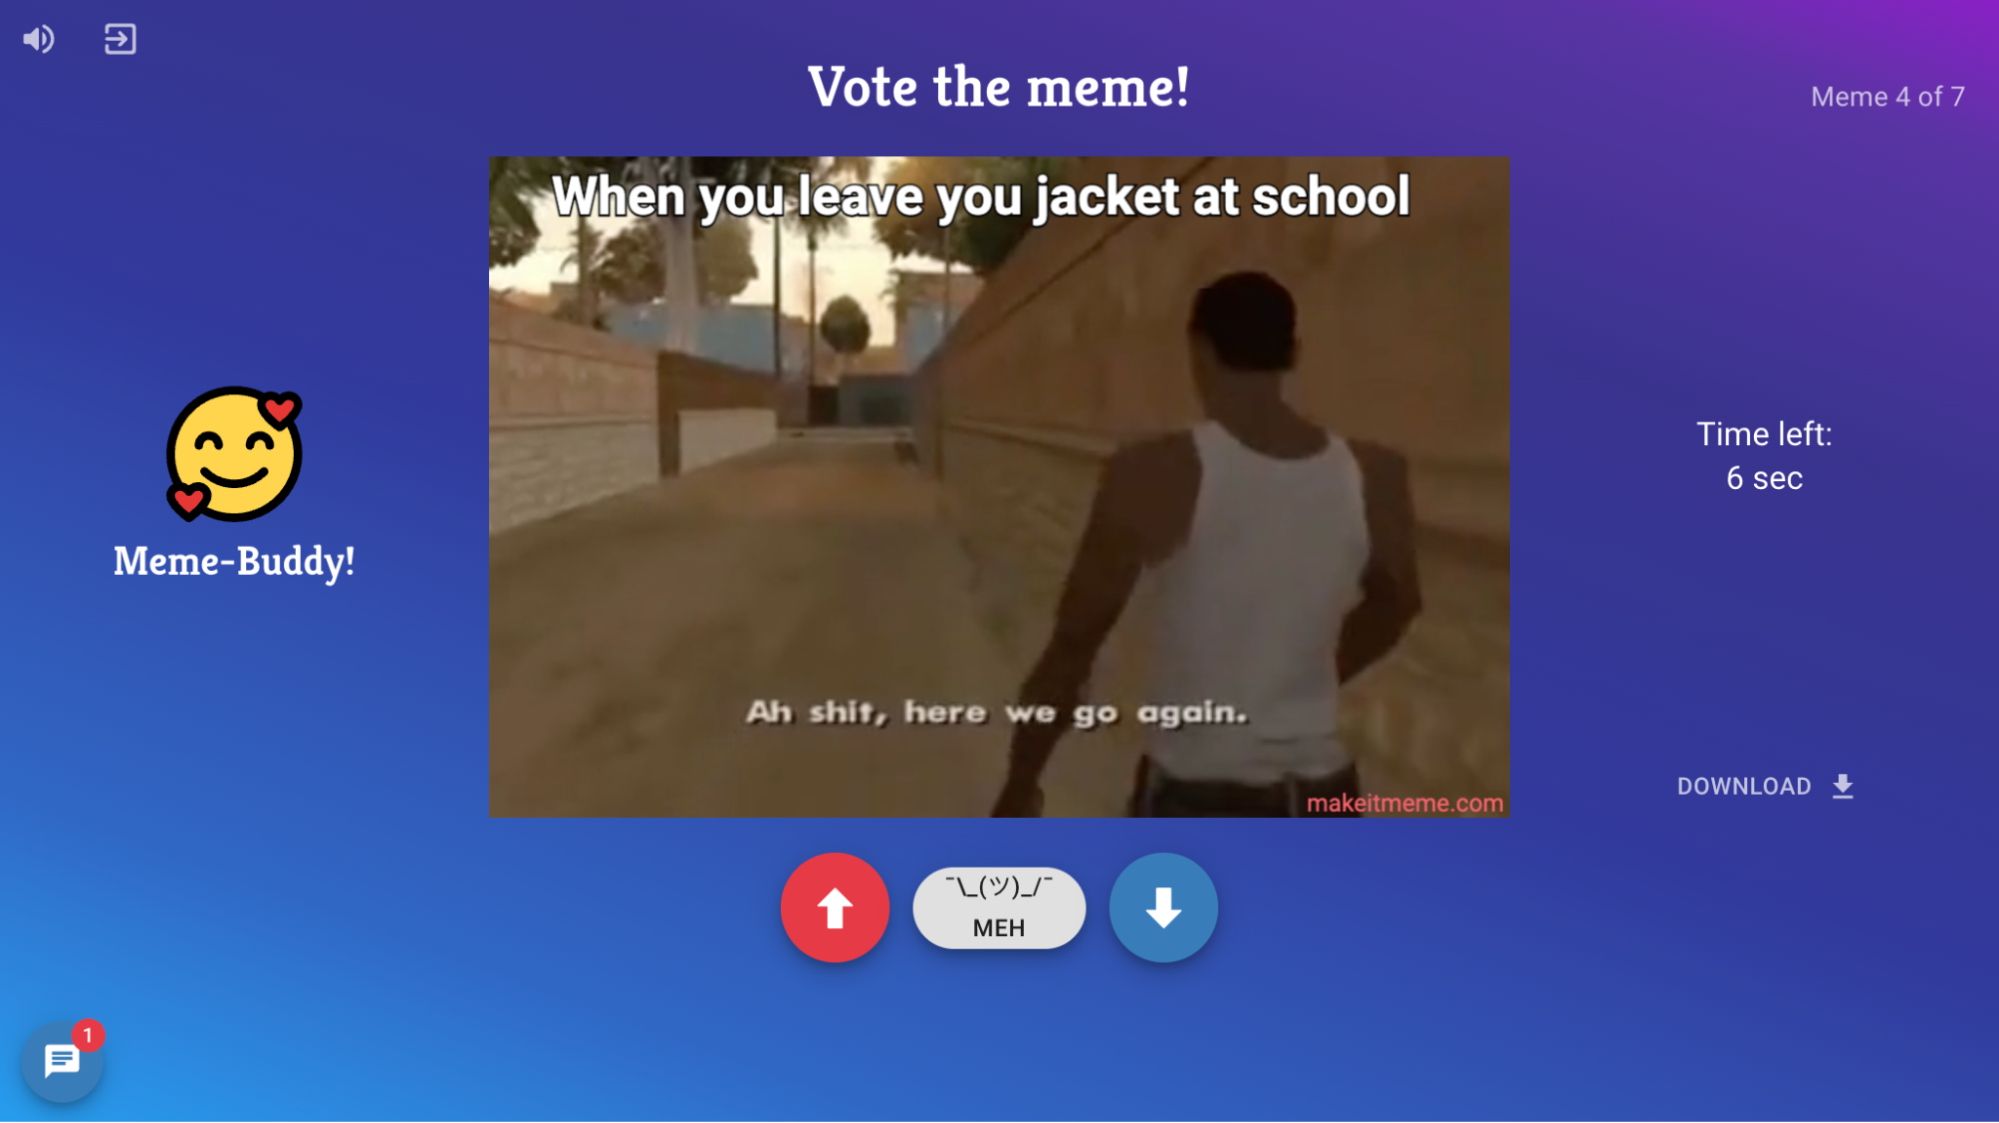 Vote the meme!
Meme 4 of 7
When you leave you jacket at school
Ah shit, here we go again.
makeitmeme.com
Meme-Buddy!
Time left:
6 sec
DOWNLOAD
¯\_(ツ)_/¯
MEH
1